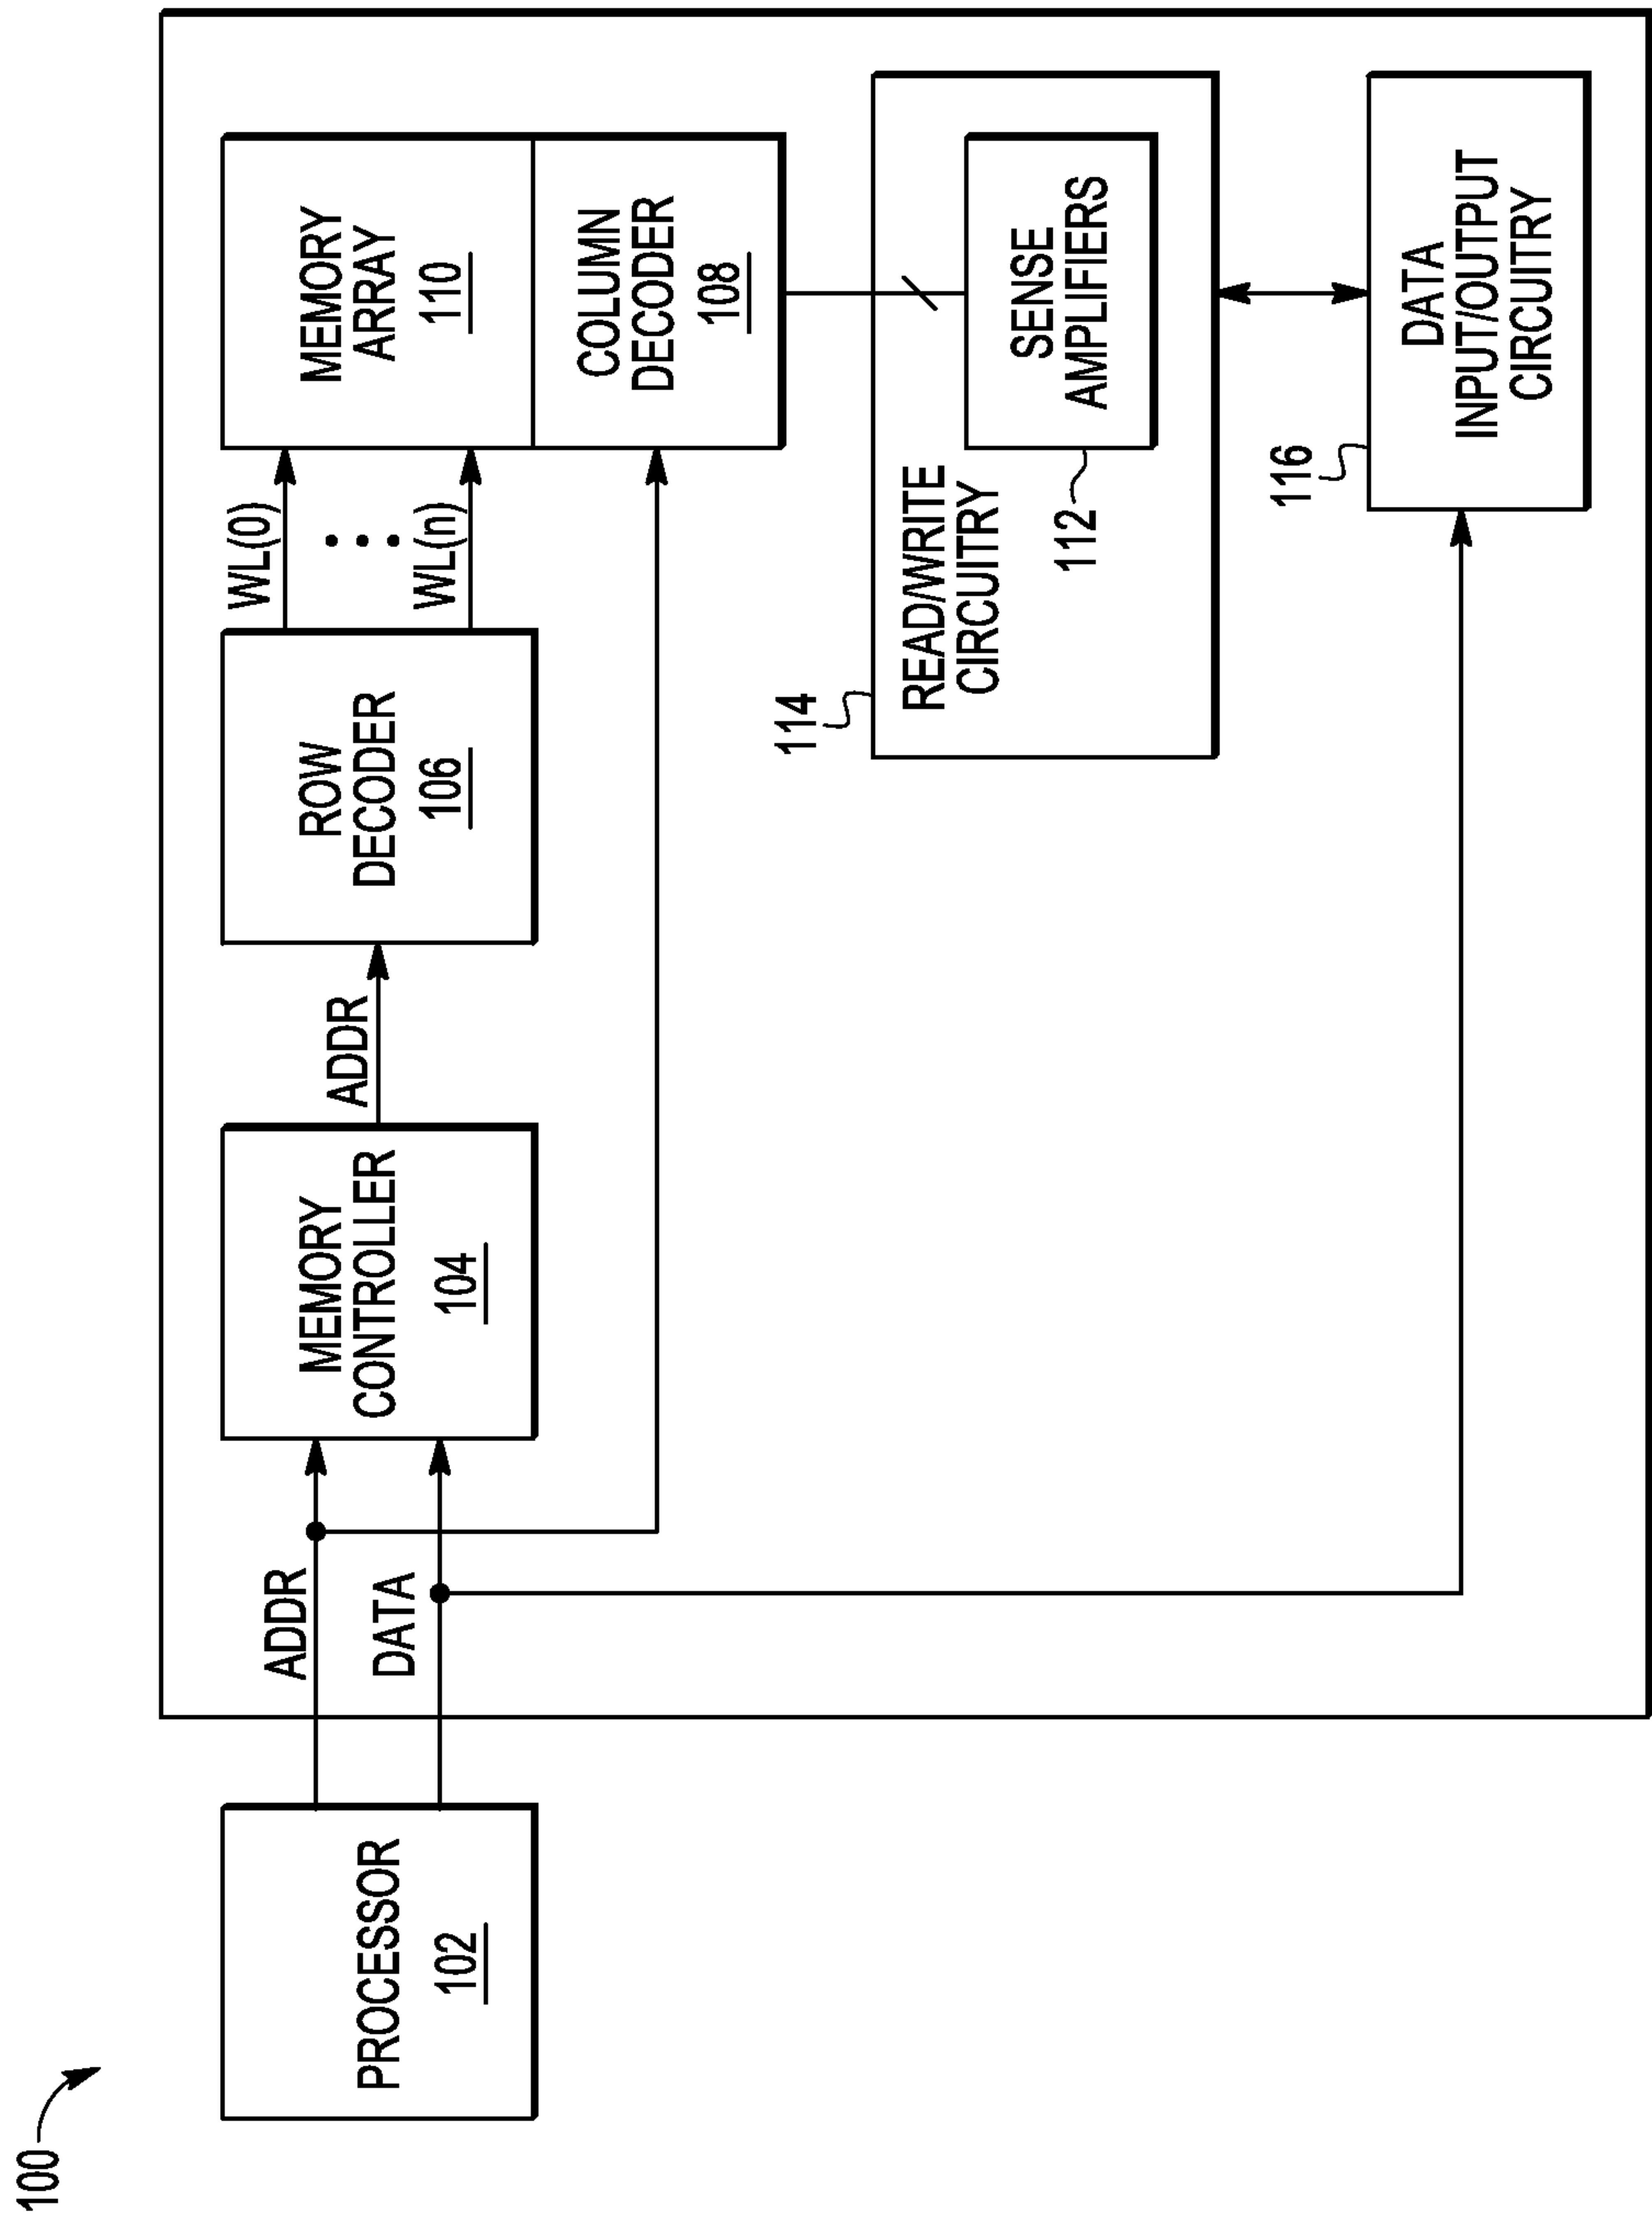 100
PROCESSOR
102
ADDR
DATA
MEMORY
CONTROLLER
104
ADDR
ROW
DECODER
106
WL(0)
WL(n)
MEMORY
ARRAY
110
COLUMN
DECODER
108
114
READ/WRITE
CIRCUITRY
112
SENSE
AMPLIFIERS
116
DATA
INPUT/OUTPUT
CIRCUITRY